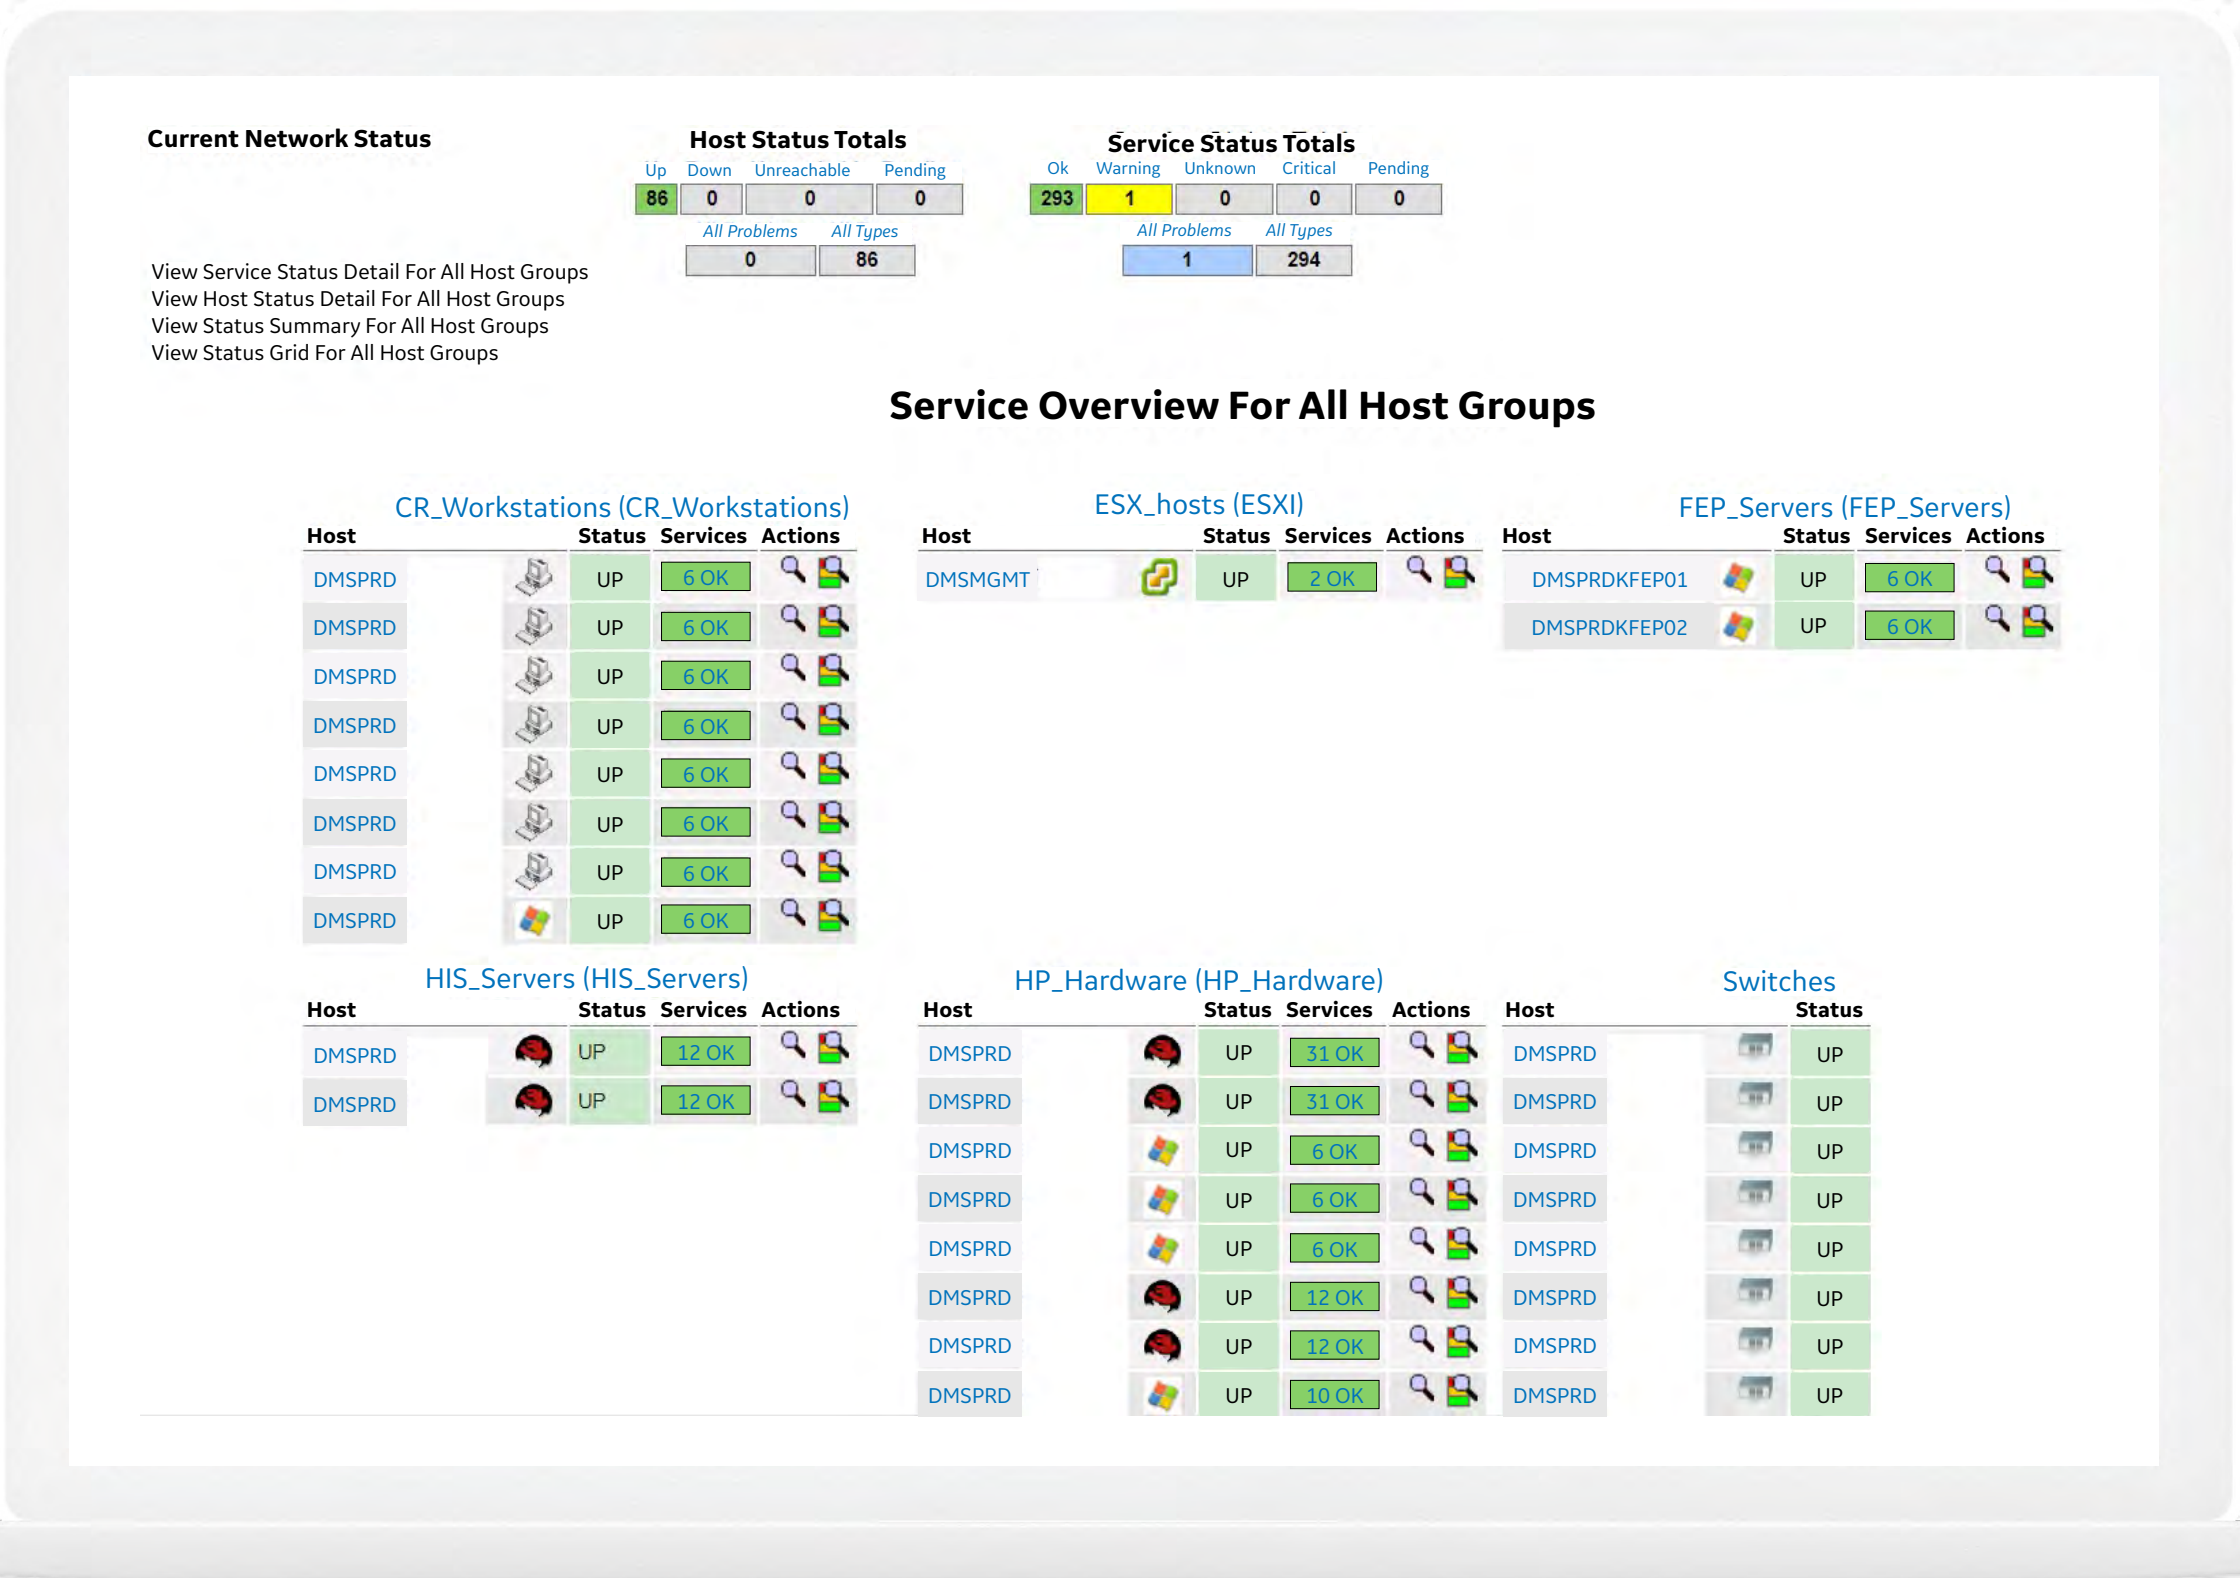 Current Network Status
Host Status Totals
Up Down Unreachable Pending
86 0 0 0
All Problems All Types
0 86
Service Status Totals
Ok Warning Unknown Critical Pending
293 1 0 0 0
All Problems All Types
1 294
View Service Status Detail For All Host Groups
View Host Status Detail For All Host Groups
View Status Summary For All Host Groups
View Status Grid For All Host Groups
Service Overview For All Host Groups
CR_Workstations (CR_Workstations)
Host Status Services Actions
DMSPRD UP 6 OK
DMSPRD UP 6 OK
DMSPRD UP 6 OK
DMSPRD UP 6 OK
DMSPRD UP 6 OK
DMSPRD UP 6 OK
DMSPRD UP 6 OK
DMSPRD UP 6 OK
ESX_hosts (ESXI)
Host Status Services Actions
DMSMGMT UP 2 OK
FEP_Servers (FEP_Servers)
Host Status Services Actions
DMSPRDKFEP01 UP 6 OK
DMSPRDKFEP02 UP 6 OK
HIS_Servers (HIS_Servers)
Host Status Services Actions
DMSPRD UP 12 OK
DMSPRD UP 12 OK
HP_Hardware (HP_Hardware)
Host Status Services Actions
DMSPRD UP 31 OK
DMSPRD UP 31 OK
DMSPRD UP 6 OK
DMSPRD UP 6 OK
DMSPRD UP 6 OK
DMSPRD UP 12 OK
DMSPRD UP 12 OK
DMSPRD UP 10 OK
Switches
Host Status
DMSPRD UP
DMSPRD UP
DMSPRD UP
DMSPRD UP
DMSPRD UP
DMSPRD UP
DMSPRD UP
DMSPRD UP